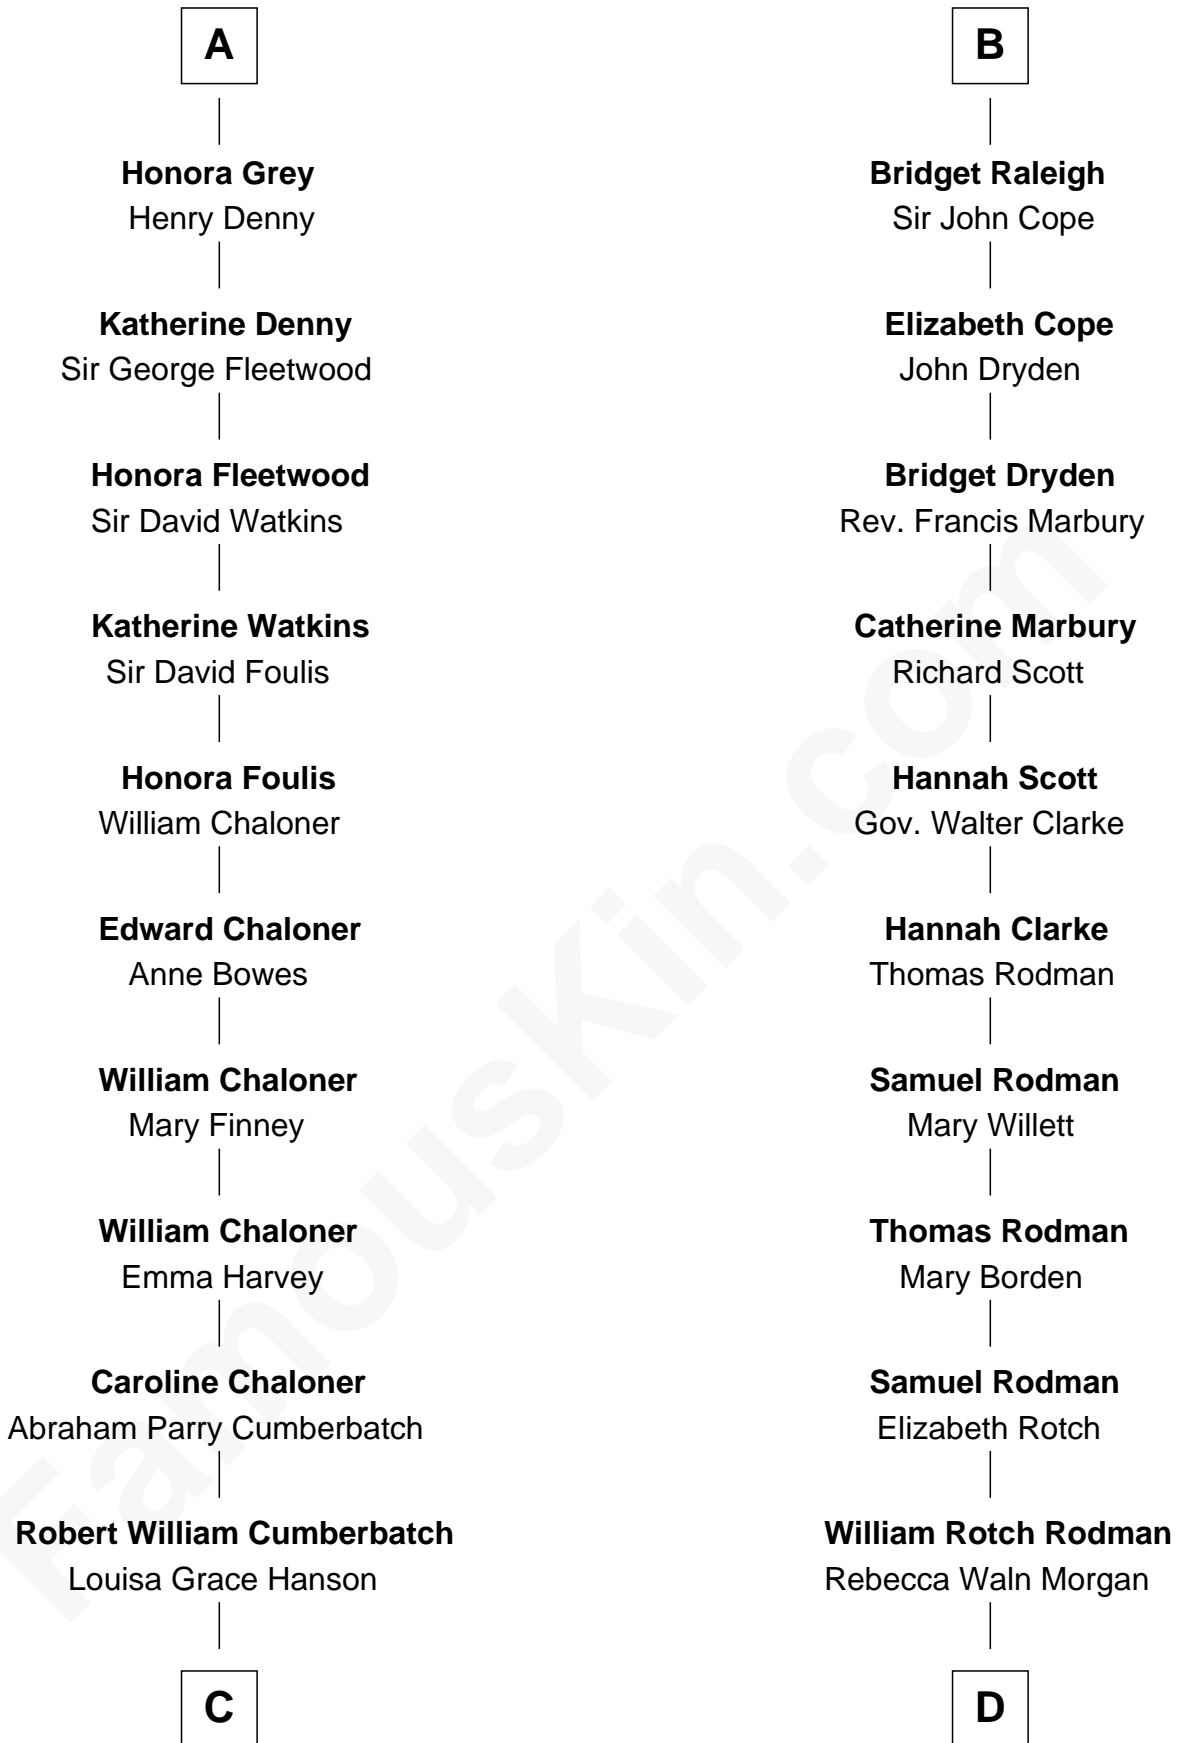 A
Honora Grey
Henry Denny
Katherine Denny
Sir George Fleetwood
Honora Fleetwood
Sir David Watkins
Katherine Watkins
Sir David Foulis
Honora Foulis
William Chaloner
Edward Chaloner
Anne Bowes
William Chaloner
Mary Finney
William Chaloner
Emma Harvey
Caroline Chaloner
Abraham Parry Cumberbatch
Robert William Cumberbatch
Louisa Grace Hanson
C
B
Bridget Raleigh
Sir John Cope
Elizabeth Cope
John Dryden
Bridget Dryden
Rev. Francis Marbury
Catherine Marbury
Richard Scott
Hannah Scott
Gov. Walter Clarke
Hannah Clarke
Thomas Rodman
Samuel Rodman
Mary Willett
Thomas Rodman
Mary Borden
Samuel Rodman
Elizabeth Rotch
William Rotch Rodman
Rebecca Waln Morgan
D
FamousKin.com